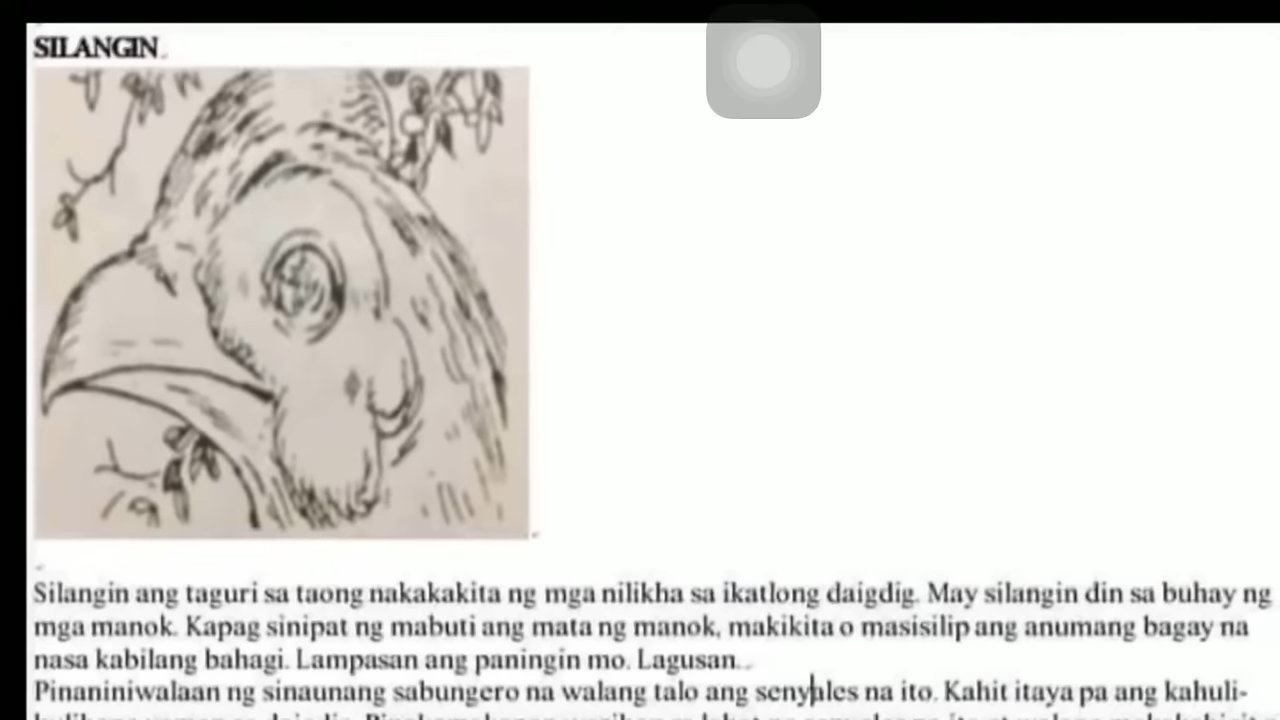 SILANGIN
Silangin ang taguri sa taong nakakakita ng mga nilikha sa ikatlong daigdig. May silangin din sa buhay ng
mga manok. Kapag sinipat ng mabuti ang mata ng manok, makikita o masisilip ang anumang bagay na
nasa kabilang bahagi. Lampasan ang paningin mo. Lagusan.
Pinaniniwalaan ng sinaunang sabungero na walang talo ang senyales na ito. Kahit itaya pa ang kahuli-